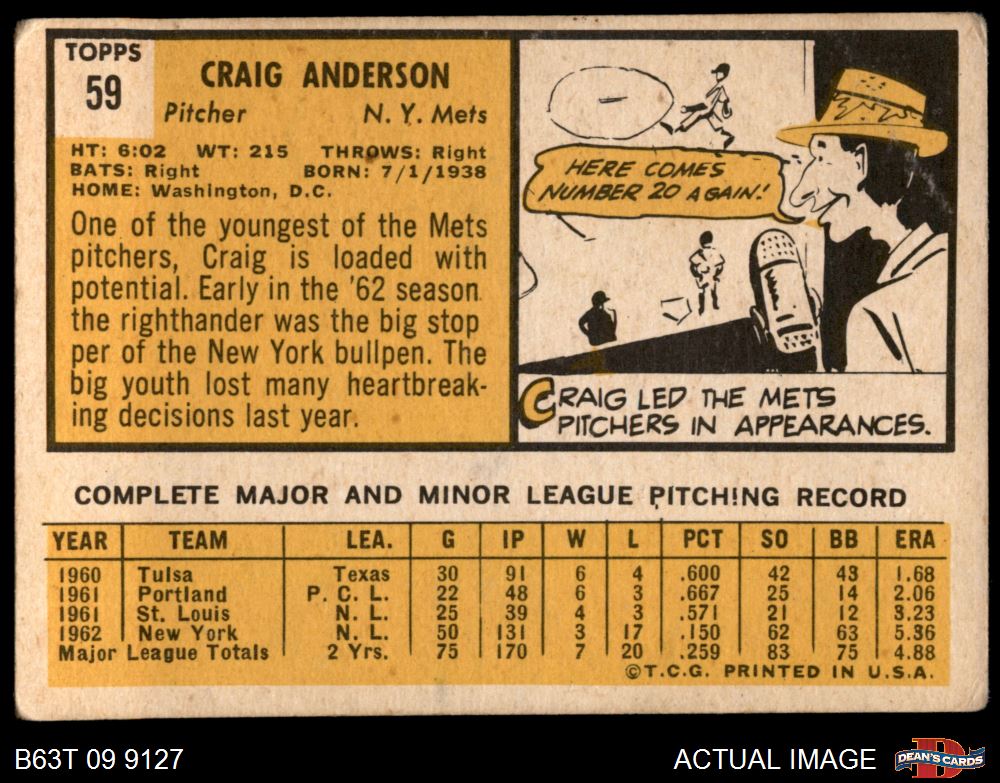 TOPPS
59
CRAIG ANDERSON
Pitcher N. Y. Mets
HT: 6:02 WT: 215 THROWS: Right
BATS: Right BORN: 7/1/1938
HOME: Washington, D.C.
One of the youngest of the Mets
pitchers, Craig is loaded with
potential. Early in the '62 season
the righthander was the big stop
per of the New York bullpen. The
big youth lost many heartbreak-
ing decisions last year.
HERE COMES
NUMBER 20 AGAIN!
CRAIG LED THE METS
PITCHERS IN APPEARANCES.
COMPLETE MAJOR AND MINOR LEAGUE PITCHING RECORD
YEAR TEAM LEA. G IP W L PCT SO BB ERA
1960 Tulsa Texas 30 91 6 4 .600 42 43 1.68
1961 Portland P. C. L. 22 48 6 3 .667 25 14 2.06
1961 St. Louis N. L. 25 39 4 3 .571 21 12 3.23
1962 New York N. L. 50 131 3 17 .150 62 63 5.36
Major League Totals 2 Yrs. 75 170 7 20 .259 83 75 4.88
©T.C.G. PRINTED IN U.S.A.
B63T 09 9127
ACTUAL IMAGE
D
DEAN'S CARDS